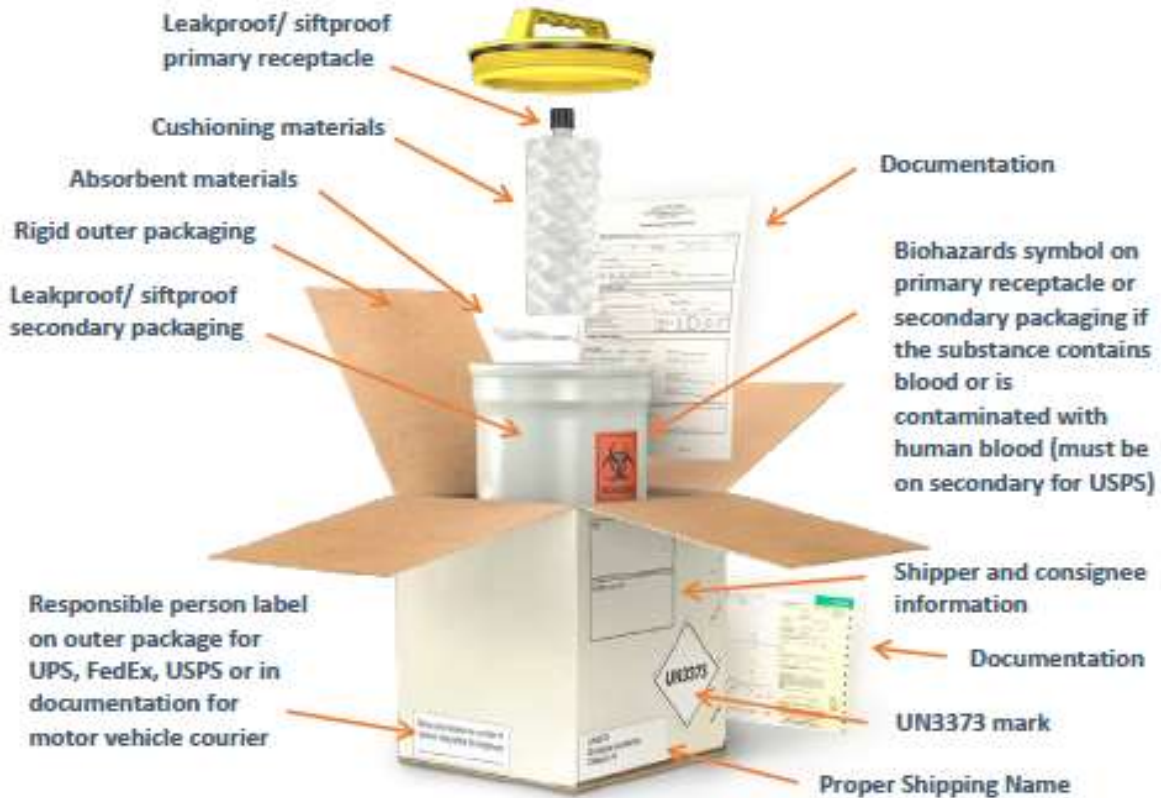 Leakproof/ siftproof
primary receptacle
Cushioning materials
Absorbent materials
Rigid outer packaging
Leakproof/ siftproof
secondary packaging
Documentation
Biohazards symbol on
primary receptacle or
secondary packaging if
the substance contains
blood or is
contaminated with
human blood (must be
on secondary for USPS)
Responsible person label
on outer package for
UPS, FedEx, USPS or in
documentation for
motor vehicle courier
Shipper and consignee
information
Documentation
UN3373
UN3373 mark
Proper Shipping Name